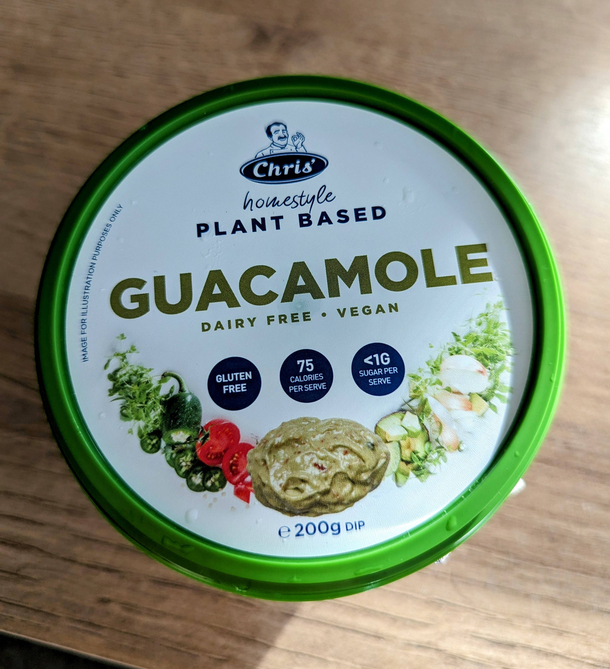 Chris'
homestyle
PLANT BASED
GUACAMOLE
DAIRY FREE • VEGAN
GLUTEN
FREE
75
CALORIES
PER SERVE
<1G
SUGAR PER
SERVE
℮ 200g DIP
IMAGE FOR ILLUSTRATION PURPOSES ONLY